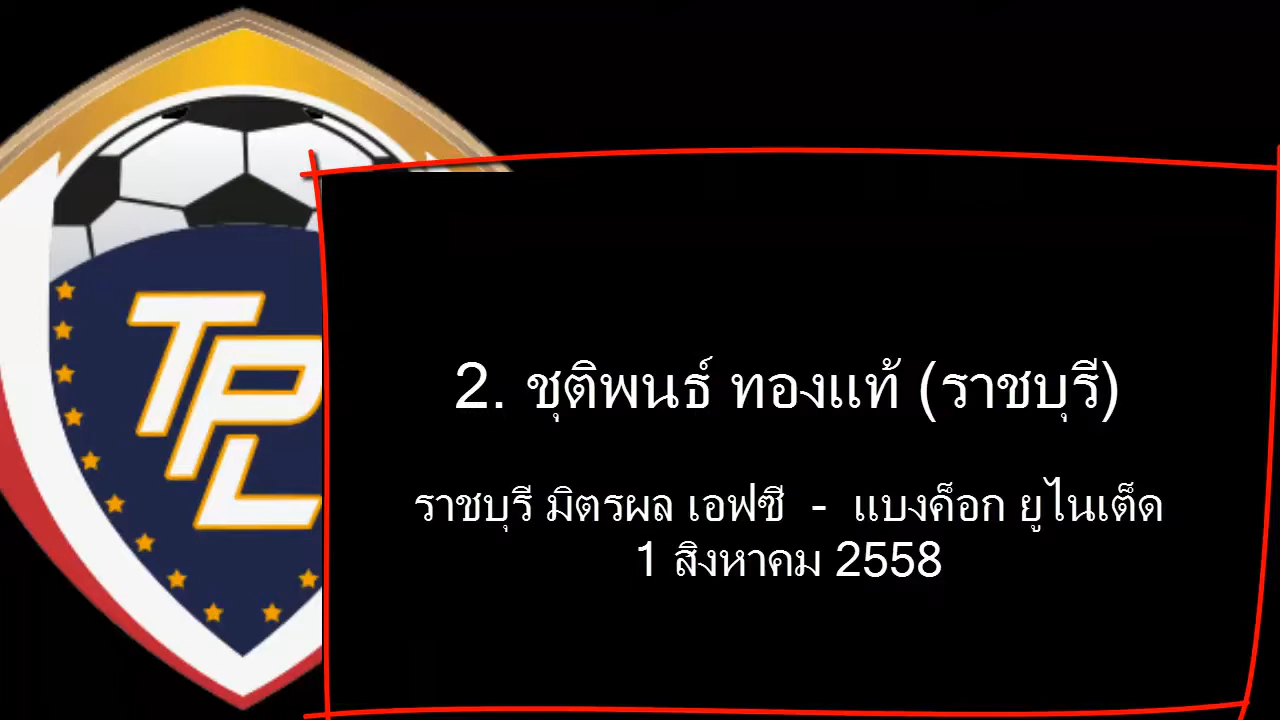 TPL
2. ชุติพนธ์ ทองแท้ (ราชบุรี)
ราชบุรี มิตรผล เอฟซี - แบงค็อก ยูไนเต็ด
1 สิงหาคม 2558